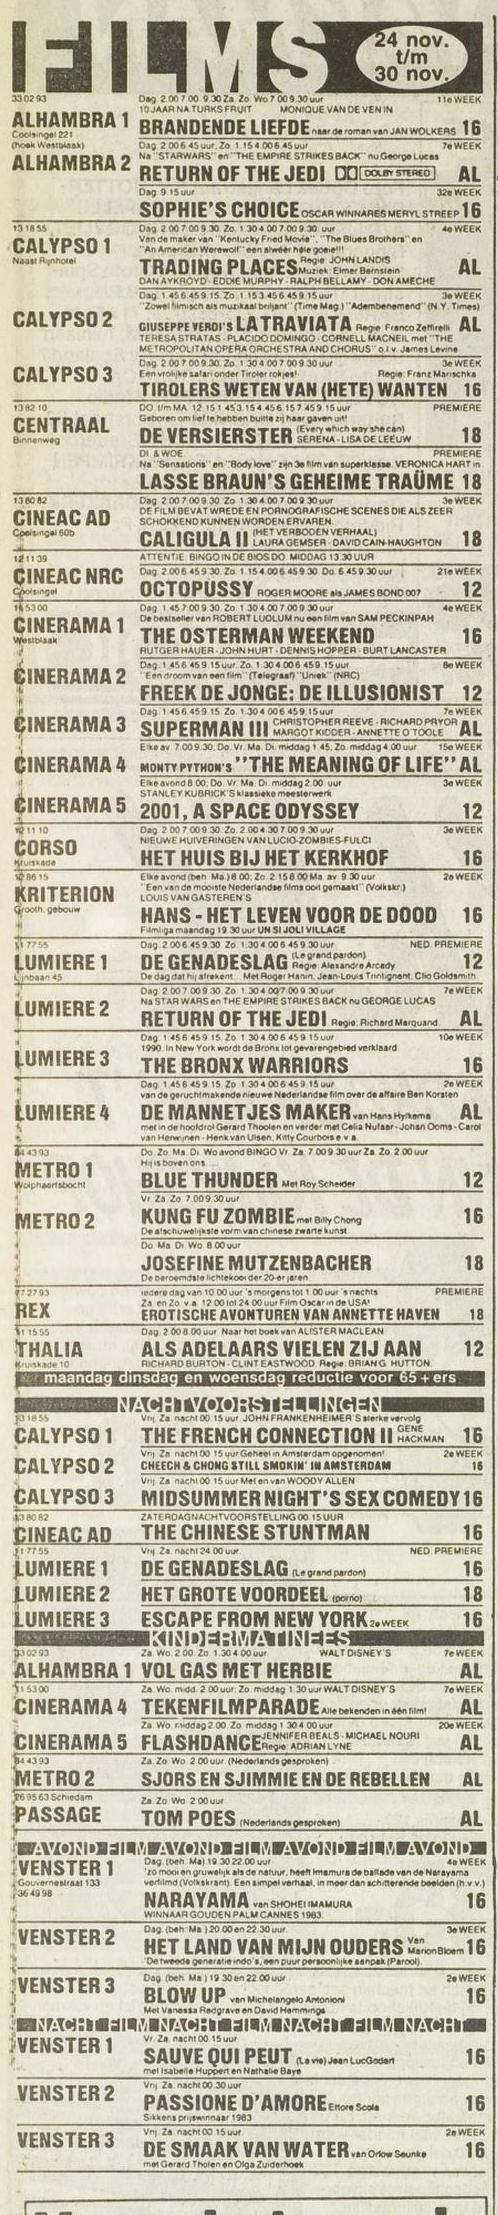 FILMS
24 nov.
t/m
30 nov.
33 02 93
Dag. 2.00 7.00. 9.30 Za. Zo. Wo 7.00 9.30 uur 11e WEEK
10 JAAR NA TURKS FRUIT MONIQUE VAN DE VEN IN
ALHAMBRA 1 BRANDENDE LIEFDE naar de roman van JAN WOLKERS 16
Coolsingel 221
(hoek Westblaak)
Dag. 2.00 6.45 uur, Zo. 1.15 4.00 6.45 uur 7e WEEK
Na "STARWARS" en "THE EMPIRE STRIKES BACK" nu George Lucas
ALHAMBRA 2 RETURN OF THE JEDI DOLBY STEREO AL
Dag. 9.15 uur 32e WEEK
SOPHIE'S CHOICE OSCAR WINNARES MERYL STREEP 16
13 18 55
Dag. 2.00 7.00 9.30, Zo. 1.30 4.00 7.00 9.30 uur 4e WEEK
Van de maker van "Kentucky Fried Movie", "The Blues Brothers" en
"An American Werewolf" een alwéér héle goeie!!!
CALYPSO 1
Naast Rijnhotel
TRADING PLACES Regie: JOHN LANDIS Muziek: Elmer Bernstein AL
DAN AYKROYD - EDDIE MURPHY - RALPH BELLAMY - DON AMECHE
Dag. 1.45 6.45 9.15, Zo. 1.15 3.45 6.45 9.15 uur 3e WEEK
"Zowel filmisch als muzikaal briljant" (Time Mag.) "Adembenemend" (N.Y. Times)
CALYPSO 2 GIUSEPPE VERDI'S LA TRAVIATA Regie: Franco Zeffirelli AL
TERESA STRATAS - PLACIDO DOMINGO - CORNELL MACNEIL met "THE
METROPOLITAN OPERA ORCHESTRA AND CHORUS" o.l.v. James Levine
Dag. 2.00 7.00 9.30, Zo. 1.30 4.00 7.00 9.30 uur 3e WEEK
Een vrolijke safari onder Tiroler rokjes! Regie: Franz Marischka
CALYPSO 3 TIROLERS WETEN VAN (HETE) WANTEN 16
13 82 10
DO. t/m MA. 12.15 1.45 3.15 4.45 6.15 7.45 9.15 uur PREMIERE
Geboren om lief te hebben buitte zij haar gaven uit!
CENTRAAL DE VERSIERSTER (Every which way she can) SERENA - LISA DE LEEUW 18
Binnenweg
DI. & WOE. PREMIERE
Na "Sensations" en "Body love" zijn 3e film van superklasse. VERONICA HART in
LASSE BRAUN'S GEHEIME TRAÜME 18
13 80 82
Dag. 2.00 7.00 9.30, Zo. 1.30 4.00 7.00 9.30 uur 3e WEEK
DE FILM BEVAT WREDE EN PORNOGRAFISCHE SCENES DIE ALS ZEER
SCHOKKEND KUNNEN WORDEN ERVAREN.
CINEAC AD
Coolsingel 60b
CALIGULA II (HET VERBODEN VERHAAL) LAURA GEMSER - DAVID CAIN-HAUGHTON 18
ATTENTIE: BINGO IN DE BIOS DO. MIDDAG 13.30 UUR
12 11 39
Dag. 2.00 6.45 9.30, Zo. 1.15 4.00 6.45 9.30, Do. 6.45 9.30 uur 21e WEEK
CINEAC NRC OCTOPUSSY ROGER MOORE als JAMES BOND 007 12
Coolsingel
11 53 00
Dag. 1.45 7.00 9.30, Zo. 1.30 4.00 7.00 9.30 uur 4e WEEK
De bestseller van ROBERT LUDLUM nu een film van SAM PECKINPAH
CINERAMA 1 THE OSTERMAN WEEKEND 16
Westblaak
RUTGER HAUER - JOHN HURT - DENNIS HOPPER - BURT LANCASTER
Dag. 1.45 6.45 9.15 uur. Zo. 1.30 4.00 6.45 9.15 uur 8e WEEK
"Een droom van een film" (Telegraaf) "Uniek" (NRC)
CINERAMA 2 FREEK DE JONGE: DE ILLUSIONIST 12
Dag. 1.45 6.45 9.15, Zo. 1.30 4.00 6.45 9.15 uur 7e WEEK
CINERAMA 3 SUPERMAN III CHRISTOPHER REEVE - RICHARD PRYOR MARGOT KIDDER - ANNETTE O'TOOLE AL
Elke av. 7.00 9.30, Do. Vr. Ma. Di. middag 1.45, Zo. middag 4.00 uur 15e WEEK
CINERAMA 4 MONTY PYTHON'S "THE MEANING OF LIFE" AL
Elke avond 8.00, Do. Vr. Ma. Di. middag 2.00 uur 3e WEEK
STANLEY KUBRICK'S klassieke meesterwerk
CINERAMA 5 2001, A SPACE ODYSSEY 12
12 11 10
Dag. 2.00 7.00 9.30, Zo. 2.00 4.30 7.00 9.30 uur 3e WEEK
NIEUWE HUIVERINGEN VAN LUCIO-ZOMBIES-FULCI
CORSO HET HUIS BIJ HET KERKHOF 16
Kruiskade
12 86 15
Elke avond (beh. Ma.) 8.00; Zo. 2.15 8.00 Ma. av. 9.30 uur 2e WEEK
"Een van de mooiste Nederlandse films ooit gemaakt" (Volkskr.)
LOUIS VAN GASTEREN'S
KRITERION HANS - HET LEVEN VOOR DE DOOD 16
Grooth. gebouw
Filmliga maandag 19.30 uur UN SI JOLI VILLAGE
11 77 55
Dag. 2.00 6.45 9.30, Zo. 1.30 4.00 6.45 9.30 uur NED. PREMIERE
LUMIERE 1 DE GENADESLAG (Le grand pardon) Regie: Alexandre Arcady 12
Lijnbaan 45
De dag dat hij afrekent... Met Roger Hanin, Jean-Louis Trintignant, Clio Goldsmith
Dag. 2.00 7.00 9.30, Zo. 1.30 4.00 7.00 9.30 uur 7e WEEK
Na STAR WARS en THE EMPIRE STRIKES BACK nu GEORGE LUCAS
LUMIERE 2 RETURN OF THE JEDI Regie: Richard Marquand. AL
Dag. 1.45 6.45 9.15, Zo. 1.30 4.00 6.45 9.15 uur 10e WEEK
1990. In New York wordt de Bronx tot gevarengebied verklaard
LUMIERE 3 THE BRONX WARRIORS 16
Dag. 1.45 6.45 9.15, Zo. 1.30 4.00 6.45 9.15 uur 2e WEEK
van de geruchtmakende nieuwe Nederlandse film over de affaire Ben Korsten
LUMIERE 4 DE MANNETJES MAKER van Hans Hylkema AL
met in de hoofdrol Gerard Thoolen en verder met Celia Nufaar - Johan Ooms - Carol
van Herwijnen - Henk van Ulsen, Kitty Courbois e.v.a.
84 43 93
Do. Zo. Ma. Di. Wo avond BINGO Vr. Za. 7.00 9.30 uur Za. Zo. 2.00 uur
Hij is boven ons....
METRO 1 BLUE THUNDER Met Roy Scheider 12
Wolphaertsbocht
Vr. Za. Zo. 7.00 9.30 uur
METRO 2 KUNG FU ZOMBIE met Billy Chong 16
De afschuwelijkste vorm van chinese zwarte kunst
Do. Ma. Di. Wo. 8.00 uur
JOSEFINE MUTZENBACHER 18
De beroemdste lichtekooi der 20-er jaren
77 27 93
iedere dag van 10.00 uur 's morgens tot 1.00 uur 's nachts PREMIERE
Za. en Zo. v.a. 12.00 tot 24.00 uur Film Oscar in de USA!
REX EROTISCHE AVONTUREN VAN ANNETTE HAVEN 18
11 15 55
Dag. 2.00 8.00 uur. Naar het boek van ALISTER MACLEAN
THALIA ALS ADELAARS VIELEN ZIJ AAN 12
Kruiskade 10
RICHARD BURTON - CLINT EASTWOOD. Regie: BRIAN G. HUTTON.
maandag dinsdag en woensdag reductie voor 65 + ers
NACHTVOORSTELLINGEN
13 18 55
Vrij. Za. nacht 00.15 uur. JOHN FRANKENHEIMER'S sterke vervolg
CALYPSO 1 THE FRENCH CONNECTION II GENE HACKMAN 16
Vrij. Za. nacht 00.15 uur Geheel in Amsterdam opgenomen! 2e WEEK
CALYPSO 2 CHEECH & CHONG STILL SMOKIN' IN AMSTERDAM 16
Vrij. Za. nacht 00.15 uur Met en van WOODY ALLEN
CALYPSO 3 MIDSUMMER NIGHT'S SEX COMEDY 16
13 80 82
ZATERDAGNACHTVOORSTELLING 00.15 UUR
CINEAC AD THE CHINESE STUNTMAN 16
11 77 55
Vrij. Za. nacht 24.00 uur. NED. PREMIERE
LUMIERE 1 DE GENADESLAG (Le grand pardon) 16
LUMIERE 2 HET GROTE VOORDEEL (porno) 18
LUMIERE 3 ESCAPE FROM NEW YORK 2e WEEK 16
KINDERMATINEES
33 02 93
Za. Wo. 2.00, Zo. 1.30 4.00 uur WALT DISNEY'S 7e WEEK
ALHAMBRA 1 VOL GAS MET HERBIE AL
11 53 00
Za. Wo. midd. 2.00 uur; Zo. middag 1.30 uur WALT DISNEY'S 7e WEEK
CINERAMA 4 TEKENFILMPARADE Alle bekenden in één film! AL
Za. Wo. middag 2.00. Zo. middag 1.30 4.00 uur 20e WEEK
CINERAMA 5 FLASHDANCE JENNIFER BEALS - MICHAEL NOURI Regie: ADRIAN LYNE AL
84 43 93
Za. Zo. Wo. 2.00 uur. (Nederlands gesproken)
METRO 2 SJORS EN SJIMMIE EN DE REBELLEN AL
26 95 63 Schiedam
Za. Zo. Wo. 2.00 uur
PASSAGE TOM POES (Nederlands gesproken) AL
AVOND FILM AVOND FILM AVOND FILM AVOND
Dag. (beh. Ma) 19.30 22.00 uur 4e WEEK
VENSTER 1
Gouvernestraat 133
36 49 98
'zo mooi en gruwelijk als de natuur, heeft Imamura de ballade van de Narayama
verfilmd (Volkskrant). Een simpel verhaal, in meer dan schitterende beelden (h.v.v.)
NARAYAMA van SHOHEI IMAMURA 16
WINNAAR GOUDEN PALM CANNES 1983.
Dag. (beh. Ma.) 20.00 en 22.30 uur. 3e WEEK
VENSTER 2 HET LAND VAN MIJN OUDERS Van Marion Bloem 16
'De tweede generatie indo's, een puur persoonlijke aanpak (Parool).
Dag. (beh. Ma.) 19.30 en 22.00 uur 2e WEEK
VENSTER 3 BLOW UP van Michelangelo Antonioni 16
Met Vanessa Redgrave en David Hemmings
NACHT FILM NACHT FILM NACHT FILM NACHT
Vr. Za. nacht 00.15 uur
VENSTER 1 SAUVE QUI PEUT (La vie) Jean LucGodart 16
met Isabelle Huppert en Nathalie Baye
Vrij. Za. nacht 00.30 uur
VENSTER 2 PASSIONE D'AMORE Ettore Scola 16
Sikkens prijswinnaar 1983
Vrij. Za. nacht 00.15 uur 2e WEEK
VENSTER 3 DE SMAAK VAN WATER van Orlow Seunke 16
met Gerard Tholen en Olga Zuiderhoek